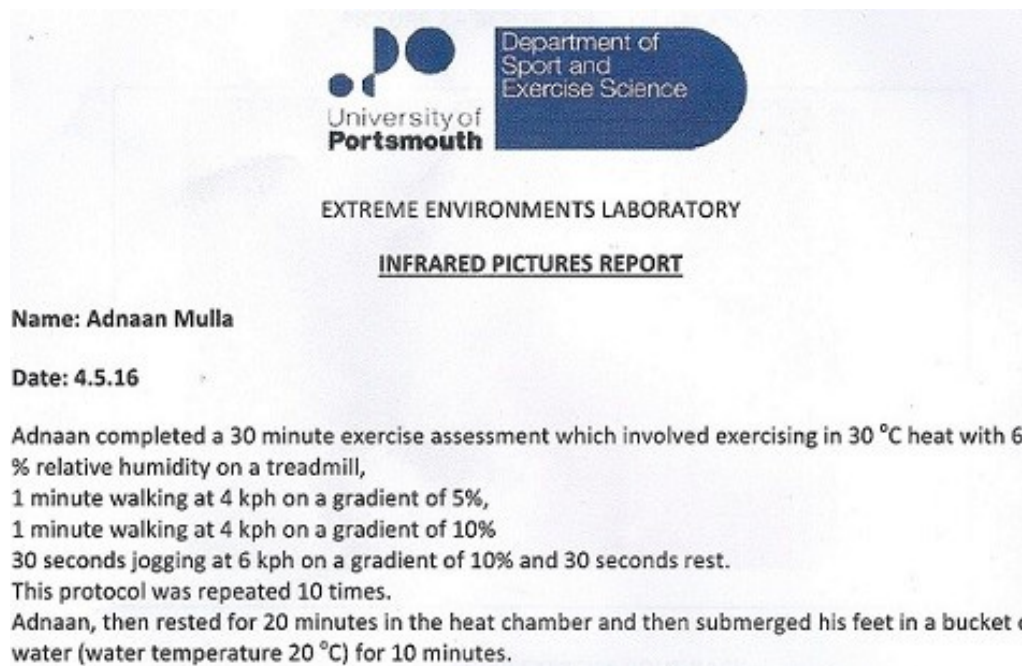 Department of
Sport and
Exercise Science
University of
Portsmouth
EXTREME ENVIRONMENTS LABORATORY
INFRARED PICTURES REPORT
Name: Adnaan Mulla
Date: 4.5.16
Adnaan completed a 30 minute exercise assessment which involved exercising in 30 °C heat with 6
% relative humidity on a treadmill,
1 minute walking at 4 kph on a gradient of 5%,
1 minute walking at 4 kph on a gradient of 10%
30 seconds jogging at 6 kph on a gradient of 10% and 30 seconds rest.
This protocol was repeated 10 times.
Adnaan, then rested for 20 minutes in the heat chamber and then submerged his feet in a bucket
water (water temperature 20 °C) for 10 minutes.